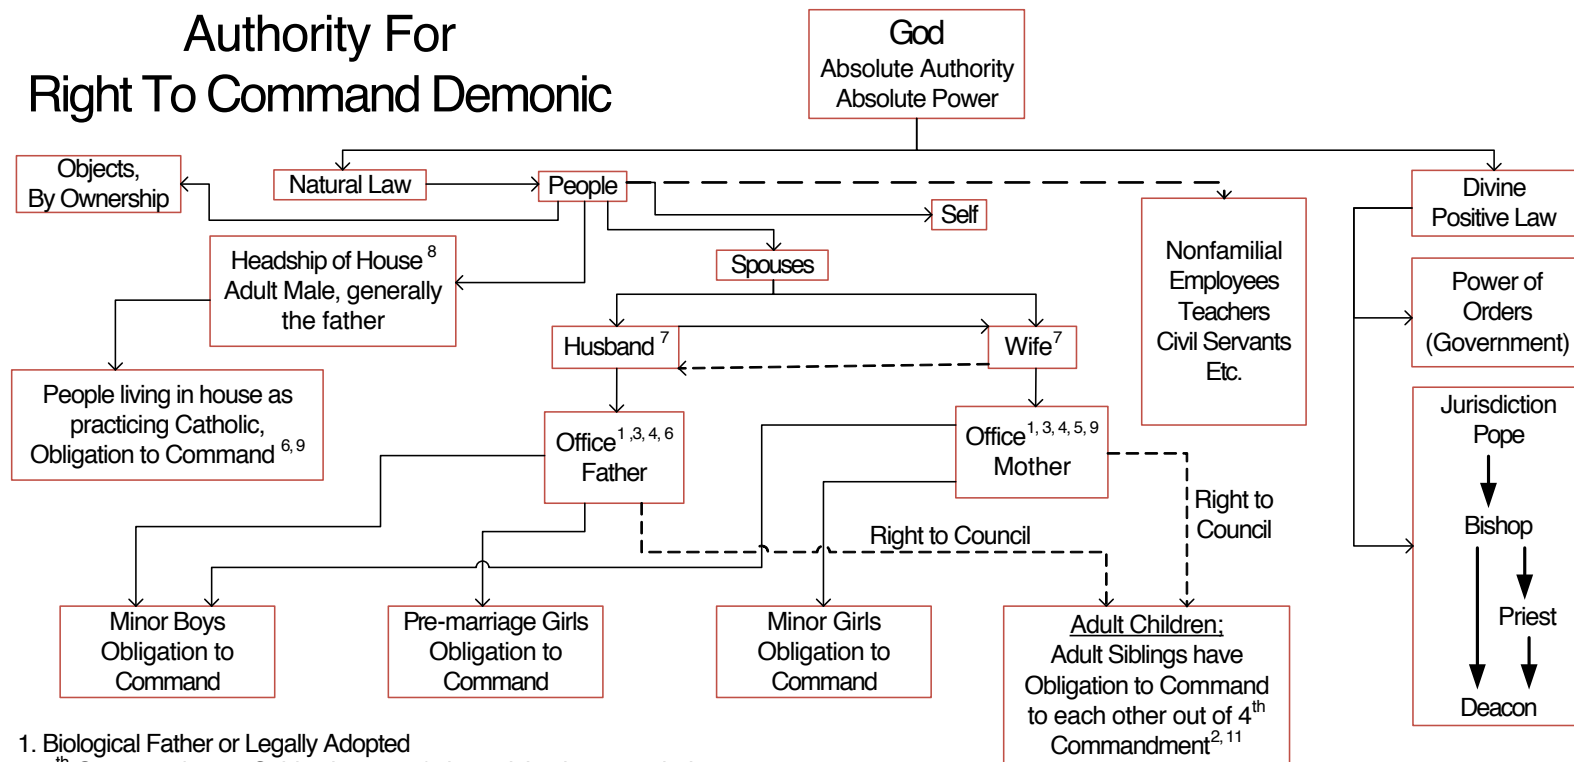 Authority For
Right To Command Demonic
God
Absolute Authority
Absolute Power
Objects,
By Ownership
Natural Law
People
Self
Divine
Positive Law
Headship of House 8
Adult Male, generally
the father
Spouses
Nonfamilial
Employees
Teachers
Civil Servants
Etc.
Power of
Orders
(Government)
Husband 7
Wife 7
People living in house as
practicing Catholic,
Obligation to Command 6, 9
Office 1 ,3, 4, 6
Father
Office 1, 3, 4, 5, 9
Mother
Jurisdiction
Pope
Bishop
Priest
Deacon
Right to Council
Right to
Council
Minor Boys
Obligation to
Command
Pre-marriage Girls
Obligation to
Command
Minor Girls
Obligation to
Command
Adult Children;
Adult Siblings have
Obligation to Command
to each other out of 4th
Commandment 2, 11
1. Biological Father or Legally Adopted